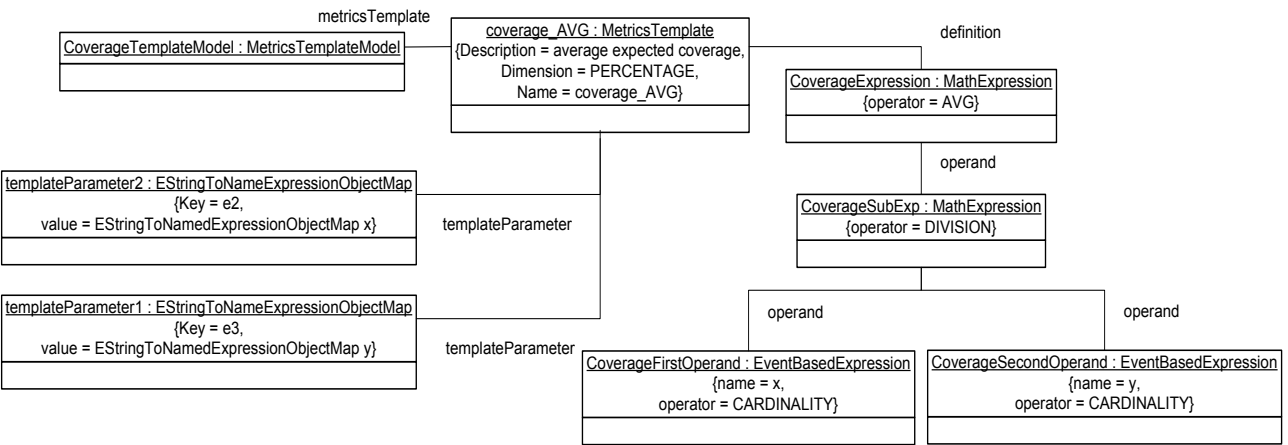 metricsTemplate
CoverageTemplateModel : MetricsTemplateModel
coverage_AVG : MetricsTemplate
{Description = average expected coverage,
Dimension = PERCENTAGE,
Name = coverage_AVG}
definition
CoverageExpression : MathExpression
{operator = AVG}
operand
templateParameter2 : EStringToNameExpressionObjectMap
{Key = e2,
value = EStringToNamedExpressionObjectMap x}
templateParameter
CoverageSubExp : MathExpression
{operator = DIVISION}
templateParameter1 : EStringToNameExpressionObjectMap
{Key = e3,
value = EStringToNamedExpressionObjectMap y}
templateParameter
operand
operand
CoverageFirstOperand : EventBasedExpression
{name = x,
operator = CARDINALITY}
CoverageSecondOperand : EventBasedExpression
{name = y,
operator = CARDINALITY}